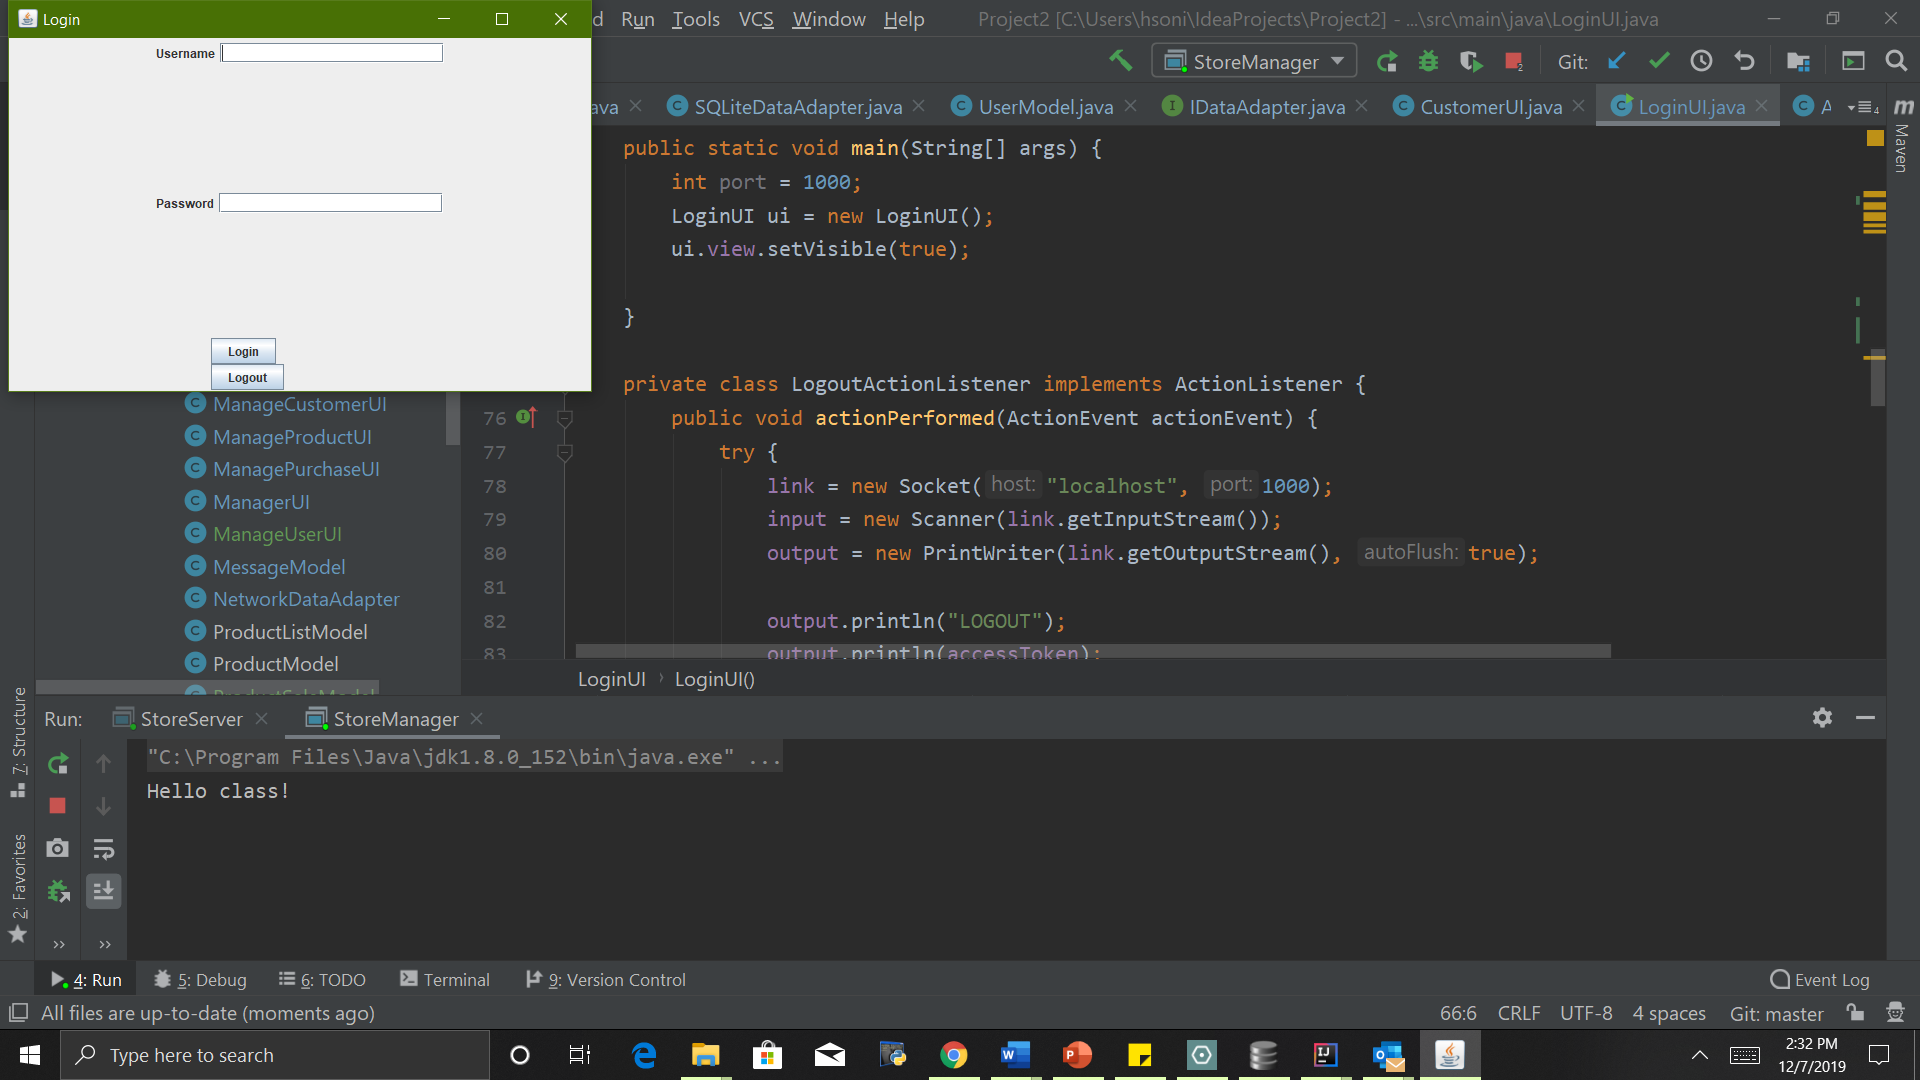 Login
Username
Password
Login
Logout
d Run Tools VCS Window Help Project2 [C:\Users\hsoni\IdeaProjects\Project2] - ...\src\main\java\LoginUI.java
StoreManager 2 Git:
ava SQLiteDataAdapter.java UserModel.java IDataAdapter.java CustomerUI.java LoginUI.java A 4
m Maven
public static void main(String[] args) {
int port = 1000;
LoginUI ui = new LoginUI();
ui.view.setVisible(true);
}
private class LogoutActionListener implements ActionListener {
76 public void actionPerformed(ActionEvent actionEvent) {
77 try {
78 link = new Socket( host: "localhost", port: 1000);
79 input = new Scanner(link.getInputStream());
80 output = new PrintWriter(link.getOutputStream(), autoFlush: true);
81
82 output.println("LOGOUT");
83 output.println(accessToken);
LoginUI › LoginUI()
ManageCustomerUI
ManageProductUI
ManagePurchaseUI
ManagerUI
ManageUserUI
MessageModel
NetworkDataAdapter
ProductListModel
ProductModel
ProductSaleModel
7: Structure
2: Favorites
Run: StoreServer StoreManager
"C:\Program Files\Java\jdk1.8.0_152\bin\java.exe" ...
Hello class!
4: Run 5: Debug 6: TODO Terminal 9: Version Control Event Log
All files are up-to-date (moments ago) 66:6 CRLF UTF-8 4 spaces Git: master
Type here to search
2:32 PM
12/7/2019